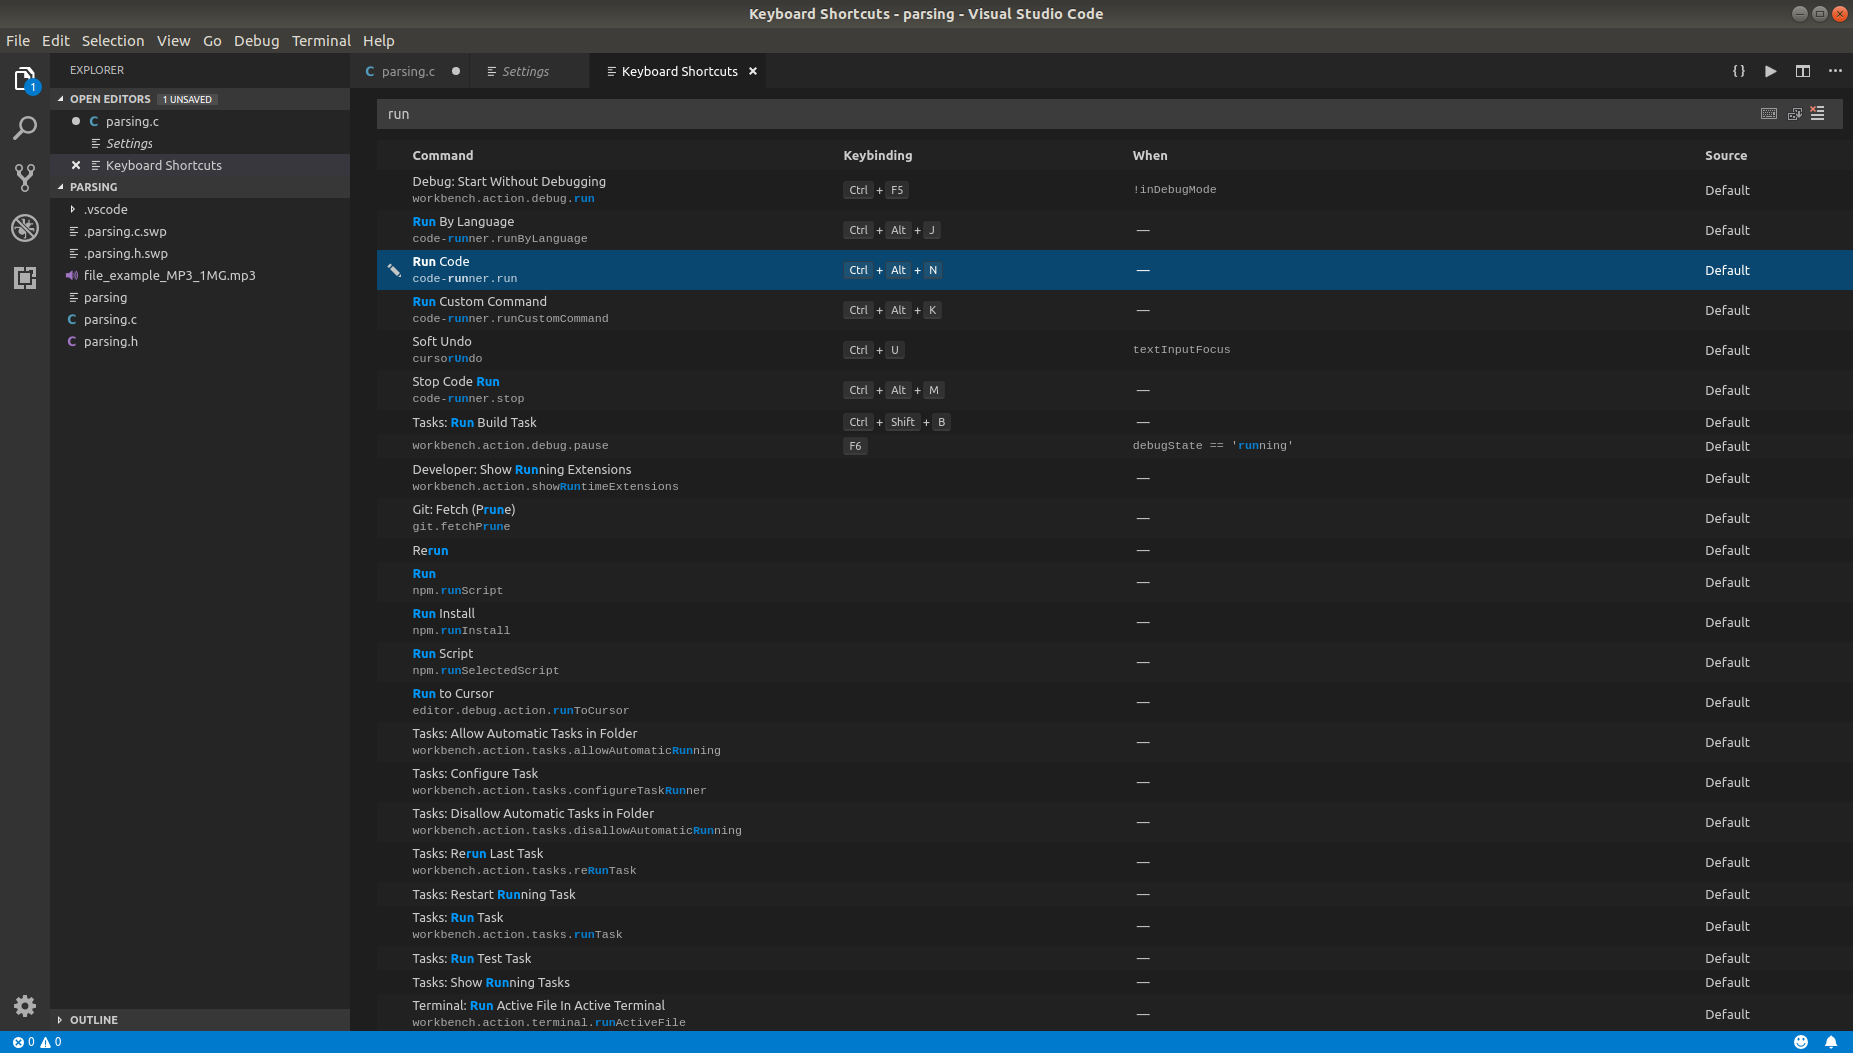 Keyboard Shortcuts - parsing - Visual Studio Code
File Edit Selection View Go Debug Terminal Help
EXPLORER
1
OPEN EDITORS 1 UNSAVED
C parsing.c
Settings
Keyboard Shortcuts
PARSING
.vscode
.parsing.c.swp
.parsing.h.swp
file_example_MP3_1MG.mp3
parsing
C parsing.c
C parsing.h
OUTLINE
C parsing.c Settings Keyboard Shortcuts
run
Command Keybinding When Source
Debug: Start Without Debugging
workbench.action.debug.run Ctrl + F5 !inDebugMode Default
Run By Language
code-runner.runByLanguage Ctrl + Alt + J — Default
Run Code
code-runner.run Ctrl + Alt + N — Default
Run Custom Command
code-runner.runCustomCommand Ctrl + Alt + K — Default
Soft Undo
cursorUndo Ctrl + U textInputFocus Default
Stop Code Run
code-runner.stop Ctrl + Alt + M — Default
Tasks: Run Build Task Ctrl + Shift + B — Default
workbench.action.debug.pause F6 debugState == 'running' Default
Developer: Show Running Extensions
workbench.action.showRuntimeExtensions — Default
Git: Fetch (Prune)
git.fetchPrune — Default
Rerun — Default
Run
npm.runScript — Default
Run Install
npm.runInstall — Default
Run Script
npm.runSelectedScript — Default
Run to Cursor
editor.debug.action.runToCursor — Default
Tasks: Allow Automatic Tasks in Folder
workbench.action.tasks.allowAutomaticRunning — Default
Tasks: Configure Task
workbench.action.tasks.configureTaskRunner — Default
Tasks: Disallow Automatic Tasks in Folder
workbench.action.tasks.disallowAutomaticRunning — Default
Tasks: Rerun Last Task
workbench.action.tasks.reRunTask — Default
Tasks: Restart Running Task — Default
Tasks: Run Task
workbench.action.tasks.runTask — Default
Tasks: Run Test Task — Default
Tasks: Show Running Tasks — Default
Terminal: Run Active File In Active Terminal
workbench.action.terminal.runActiveFile — Default
0 0